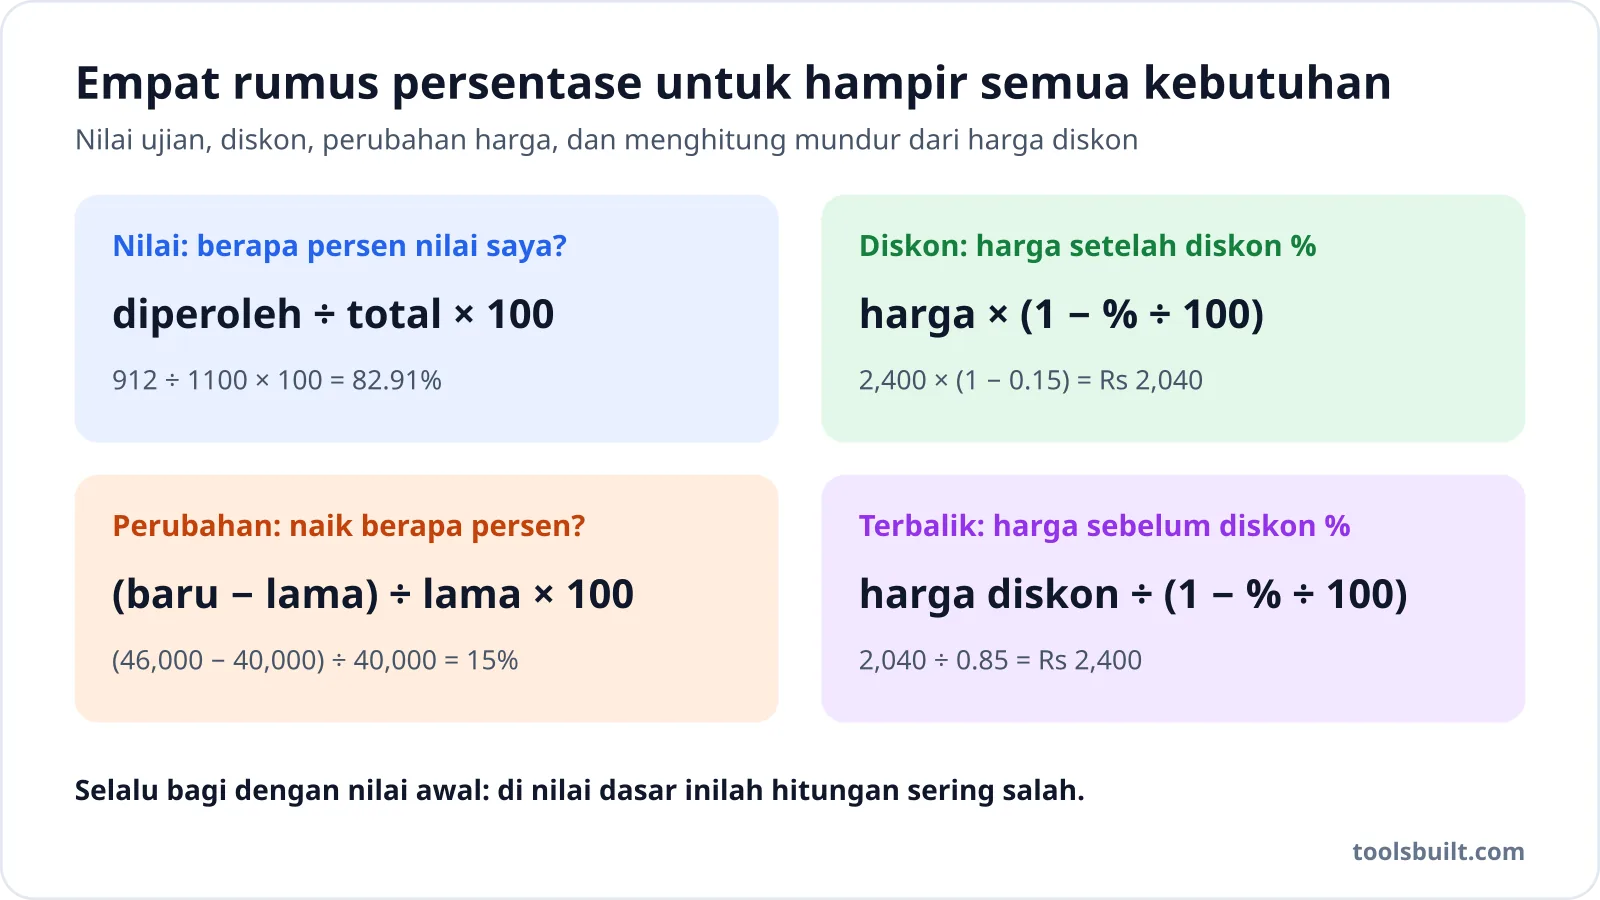 Empat rumus persentase untuk hampir semua kebutuhan
Nilai ujian, diskon, perubahan harga, dan menghitung mundur dari harga diskon
Nilai: berapa persen nilai saya?
diperoleh ÷ total × 100
912 ÷ 1100 × 100 = 82.91%
Diskon: harga setelah diskon %
harga × (1 − % ÷ 100)
2,400 × (1 − 0.15) = Rs 2,040
Perubahan: naik berapa persen?
(baru − lama) ÷ lama × 100
(46,000 − 40,000) ÷ 40,000 = 15%
Terbalik: harga sebelum diskon %
harga diskon ÷ (1 − % ÷ 100)
2,040 ÷ 0.85 = Rs 2,400
Selalu bagi dengan nilai awal: di nilai dasar inilah hitungan sering salah.
toolsbuilt.com